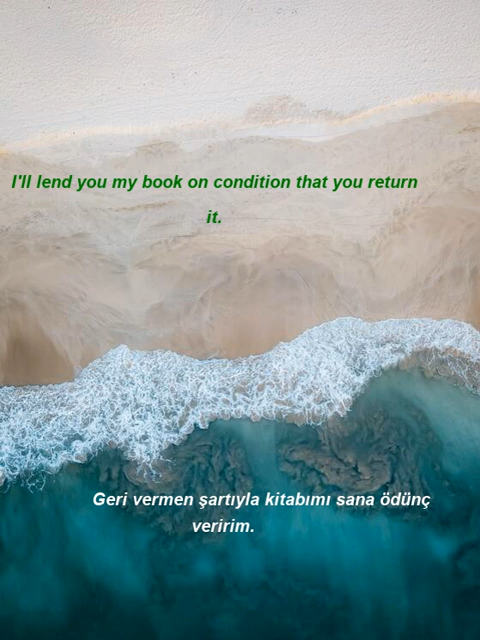 I'll lend you my book on condition that you return
it.
Geri vermen şartıyla kitabımı sana ödünç
veririm.